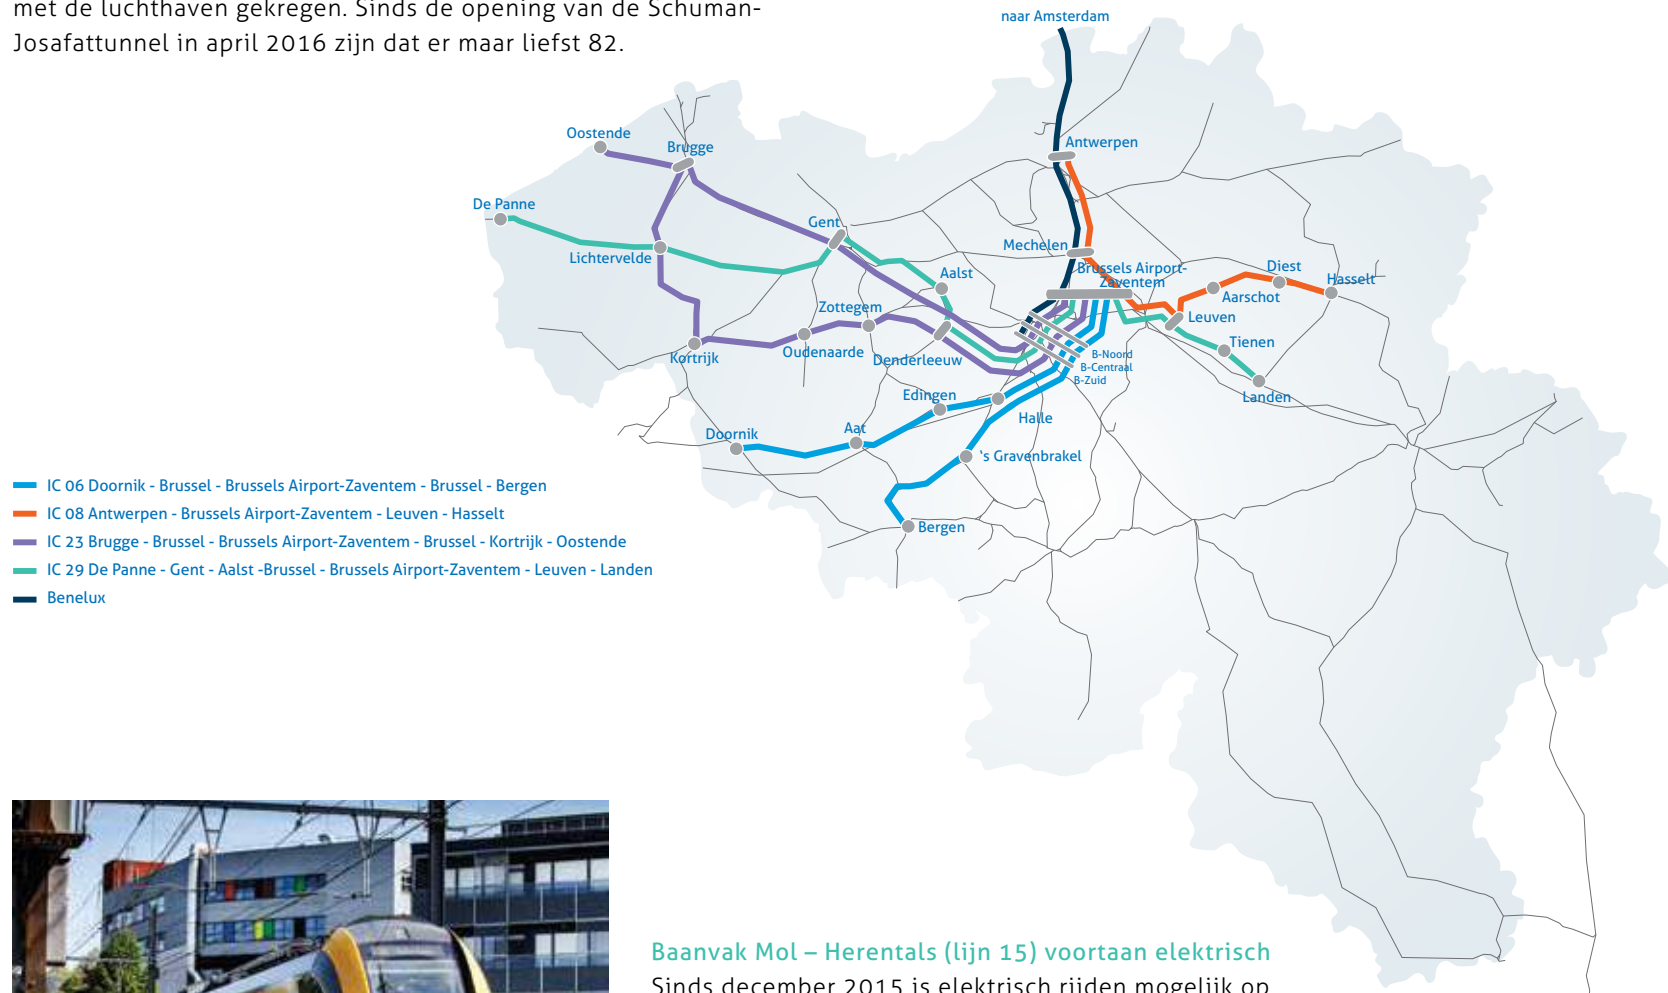 met de luchthaven gekregen. Sinds de opening van de Schuman-
Josafattunnel in april 2016 zijn dat er maar liefst 82.
naar Amsterdam
Oostende
Brugge
Antwerpen
De Panne
Gent
Lichtervelde
Mechelen
Brussels Airport-
Zaventem
Aalst
Diest
Hasselt
Aarschot
Zottegem
Leuven
Kortrijk
Oudenaarde
Denderleeuw
Tienen
B-Noord
B-Centraal
B-Zuid
Landen
Edingen
Halle
Doornik
Aat
's Gravenbrakel
Bergen
IC 06 Doornik - Brussel - Brussels Airport-Zaventem - Brussel - Bergen
IC 08 Antwerpen - Brussels Airport-Zaventem - Leuven - Hasselt
IC 23 Brugge - Brussel - Brussels Airport-Zaventem - Brussel - Kortrijk - Oostende
IC 29 De Panne - Gent - Aalst -Brussel - Brussels Airport-Zaventem - Leuven - Landen
Benelux
Baanvak Mol – Herentals (lijn 15) voortaan elektrisch
Sinds december 2015 is elektrisch rijden mogelijk op